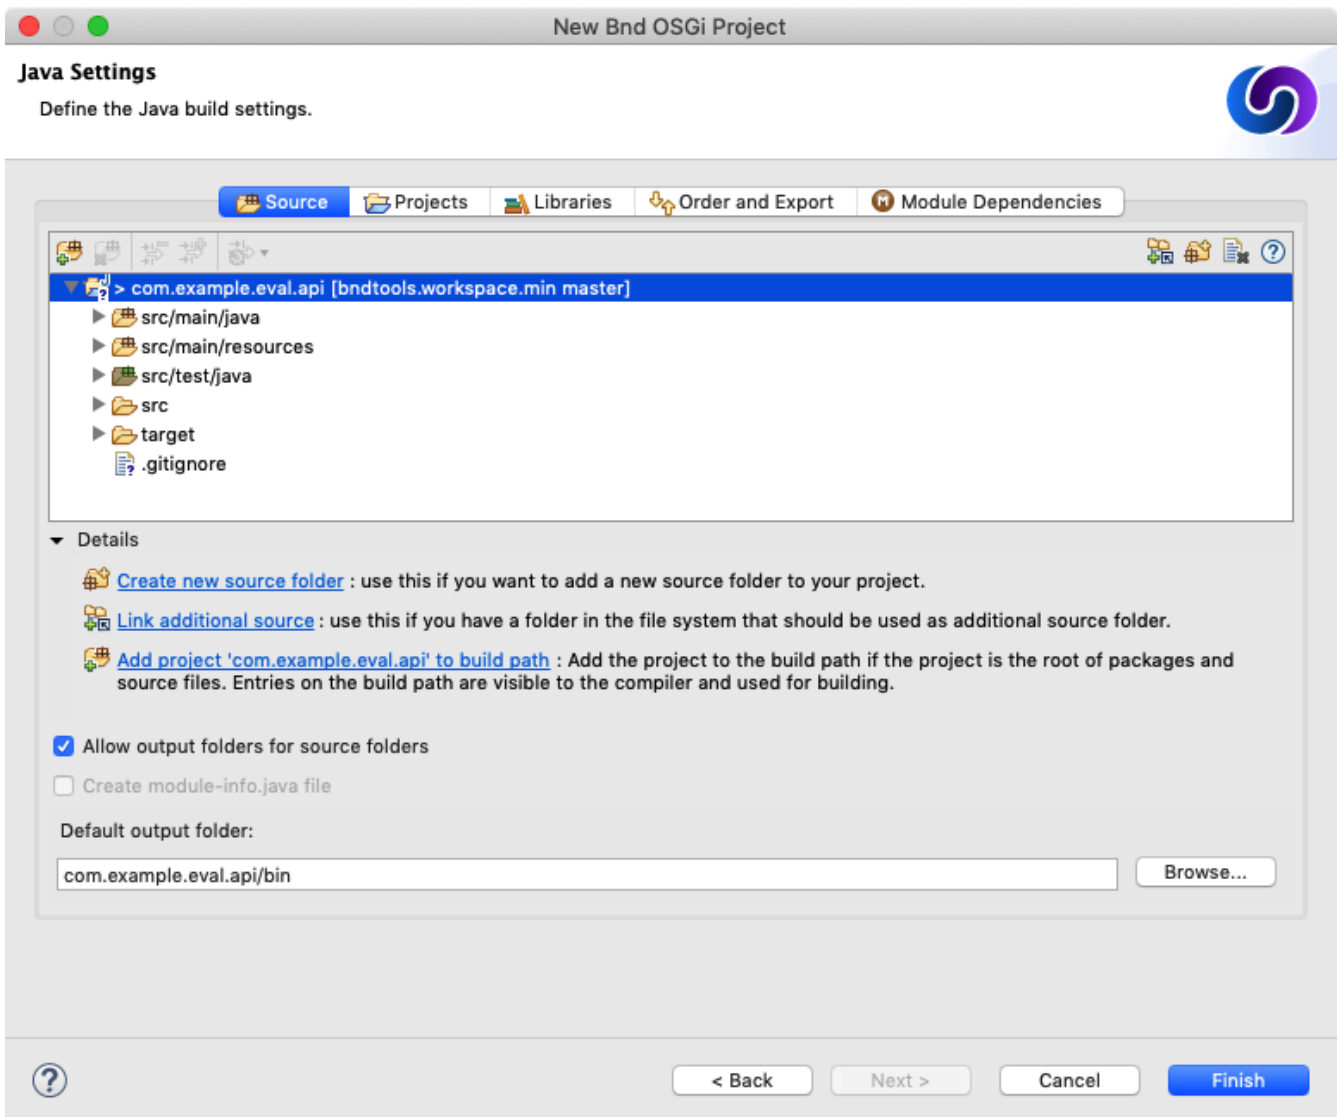 New Bnd OSGi Project
Java Settings
Define the Java build settings.
Source
Projects
Libraries
Order and Export
Module Dependencies
> com.example.eval.api [bndtools.workspace.min master]
src/main/java
src/main/resources
src/test/java
src
target
.gitignore
Details
Create new source folder : use this if you want to add a new source folder to your project.
Link additional source : use this if you have a folder in the file system that should be used as additional source folder.
Add project 'com.example.eval.api' to build path : Add the project to the build path if the project is the root of packages and
source files. Entries on the build path are visible to the compiler and used for building.
Allow output folders for source folders
Create module-info.java file
Default output folder:
com.example.eval.api/bin
Browse...
< Back
Next >
Cancel
Finish